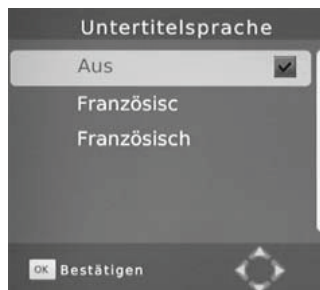 Untertitelsprache
Aus
Französisc
Französisch
OK Bestätigen